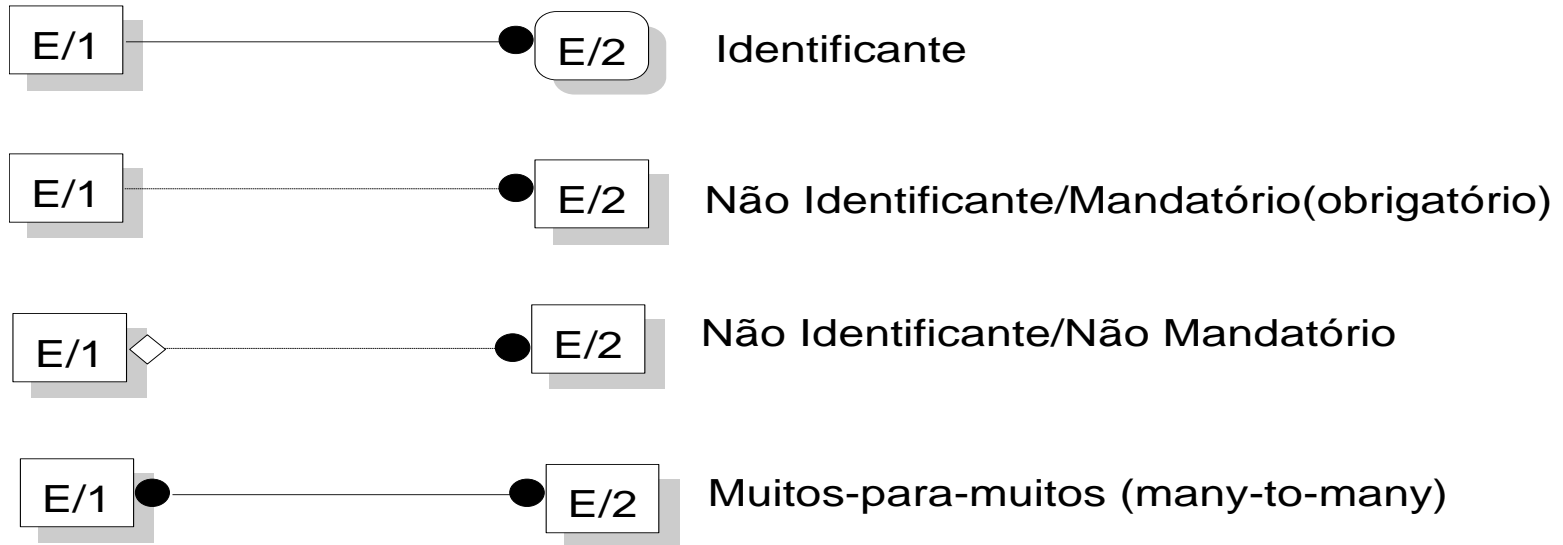 E/1 E/2 Identificante
E/1 E/2 Não Identificante/Mandatório(obrigatório)
E/1 E/2 Não Identificante/Não Mandatório
E/1 E/2 Muitos-para-muitos (many-to-many)